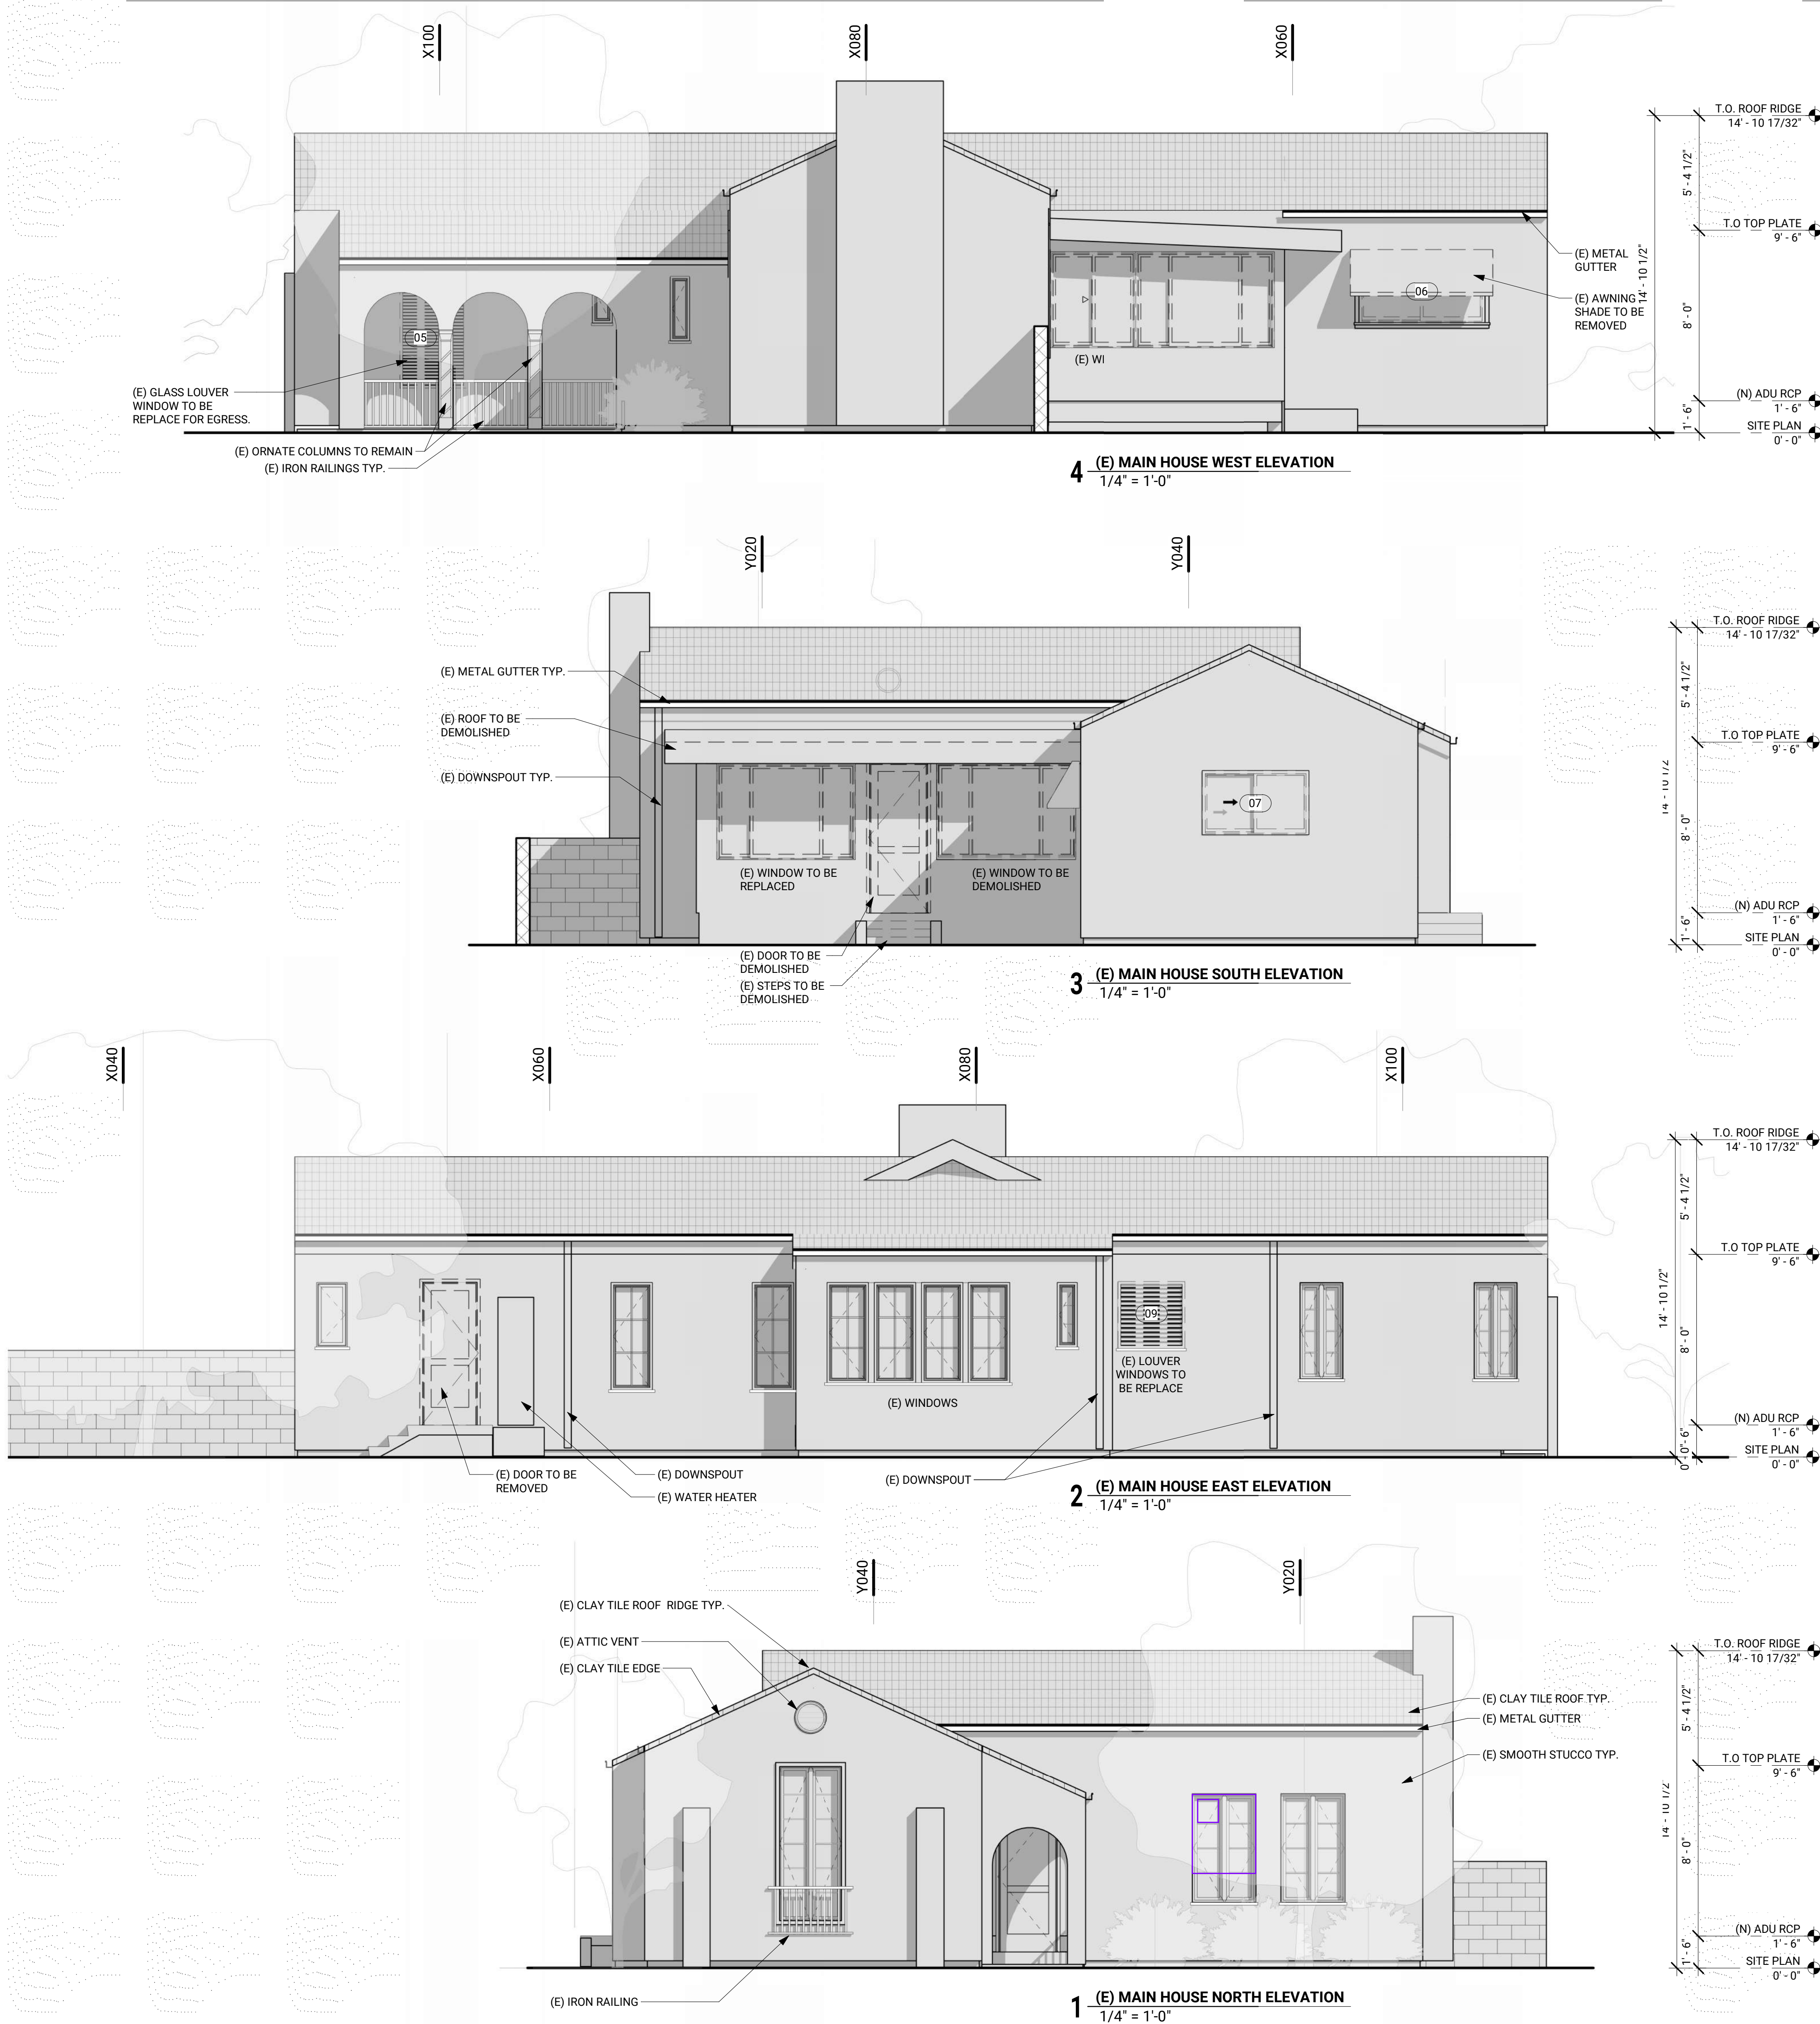 X100
X080
X060
T.O. ROOF RIDGE
14' - 10 17/32"
5' - 4 1/2"
T.O TOP PLATE
9' - 6"
(E) METAL
GUTTER
14' - 10 1/2"
(E) AWNING
SHADE TO BE
REMOVED
06
8' - 0"
05
(E) WI
(E) GLASS LOUVER
WINDOW TO BE
REPLACE FOR EGRESS.
(N) ADU RCP
1' - 6"
1' - 6"
SITE PLAN
0' - 0"
(E) ORNATE COLUMNS TO REMAIN
(E) IRON RAILINGS TYP.
4 (E) MAIN HOUSE WEST ELEVATION
1/4" = 1'-0"
Y020
Y040
T.O. ROOF RIDGE
14' - 10 17/32"
(E) METAL GUTTER TYP.
5' - 4 1/2"
(E) ROOF TO BE
DEMOLISHED
T.O TOP PLATE
9' - 6"
(E) DOWNSPOUT TYP.
14' - 10 1/2
07
8' - 0"
(E) WINDOW TO BE
REPLACED
(E) WINDOW TO BE
DEMOLISHED
(N) ADU RCP
1' - 6"
1' - 6"
SITE PLAN
0' - 0"
(E) DOOR TO BE
DEMOLISHED
(E) STEPS TO BE
DEMOLISHED
3 (E) MAIN HOUSE SOUTH ELEVATION
1/4" = 1'-0"
X040
X060
X080
X100
T.O. ROOF RIDGE
14' - 10 17/32"
5' - 4 1/2"
T.O TOP PLATE
9' - 6"
14' - 10 1/2"
09
8' - 0"
(E) LOUVER
WINDOWS TO
BE REPLACE
(E) WINDOWS
(N) ADU RCP
1' - 6"
SITE PLAN
0' - 0"
(E) DOOR TO BE
REMOVED
(E) DOWNSPOUT
(E) WATER HEATER
(E) DOWNSPOUT
2 (E) MAIN HOUSE EAST ELEVATION
1/4" = 1'-0"
Y040
Y020
(E) CLAY TILE ROOF RIDGE TYP.
(E) ATTIC VENT
(E) CLAY TILE EDGE
T.O. ROOF RIDGE
14' - 10 17/32"
(E) CLAY TILE ROOF TYP.
(E) METAL GUTTER
5' - 4 1/2"
(E) SMOOTH STUCCO TYP.
T.O TOP PLATE
9' - 6"
14' - 10 1/2
8' - 0"
(N) ADU RCP
1' - 6"
1' - 6"
SITE PLAN
0' - 0"
(E) IRON RAILING
1 (E) MAIN HOUSE NORTH ELEVATION
1/4" = 1'-0"